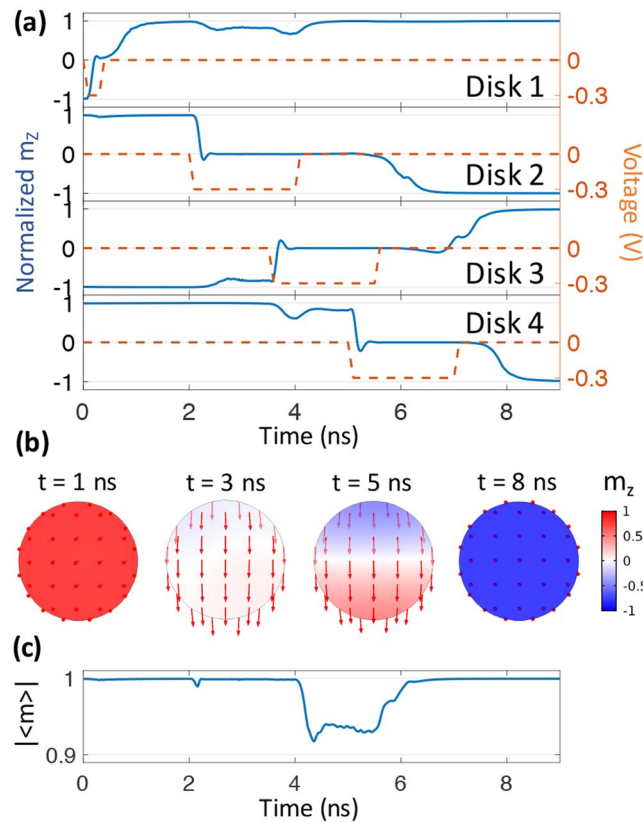 (a)
1
0
-1
0
-0.3
Disk 1
1
0
-1
0
-0.3
Disk 2
1
0
-1
0
-0.3
Disk 3
1
0
-1
0
-0.3
Disk 4
Normalized mZ
Voltage (V)
0 2 4 6 8
Time (ns)
(b)
t = 1 ns t = 3 ns t = 5 ns t = 8 ns mz
1
0.5
0
-0.5
-1
(c)
1
0.9
|<m>|
0 2 4 6 8
Time (ns)